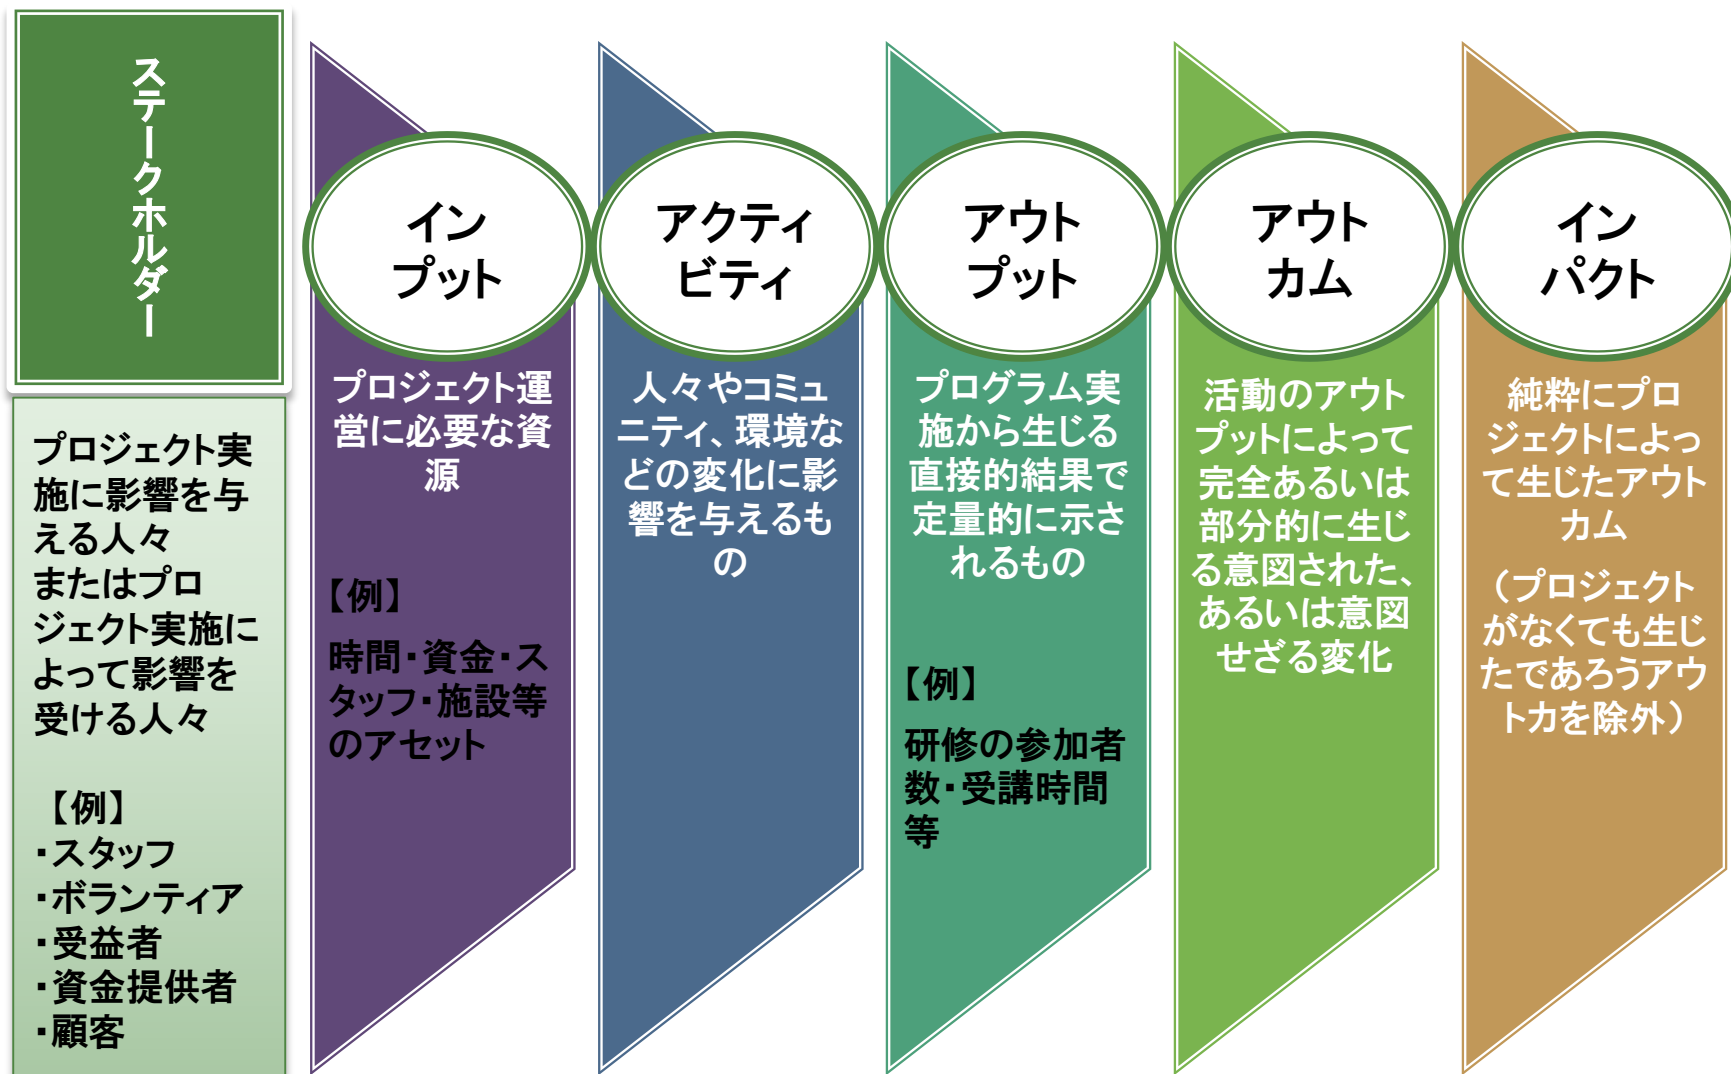 ステークホルダー
プロジェクト実
施に影響を与
える人々
またはプロ
ジェクト実施に
よって影響を
受ける人々
【例】
・スタッフ
・ボランティア
・受益者
・資金提供者
・顧客
イン
プット
プロジェクト運
営に必要な資
源
【例】
時間・資金・ス
タッフ・施設等
のアセット
アクティ
ビティ
人々やコミュ
ニティ、環境な
どの変化に影
響を与えるも
の
アウト
プット
プログラム実
施から生じる
直接的結果で
定量的に示さ
れるもの
【例】
研修の参加者
数・受講時間
等
アウト
カム
活動のアウト
プットによって
完全あるいは
部分的に生じ
る意図された、
あるいは意図
せざる変化
イン
パクト
純粋にプロ
ジェクトによっ
て生じたアウト
カム
（プロジェクト
がなくても生じ
たであろうアウ
トカを除外）